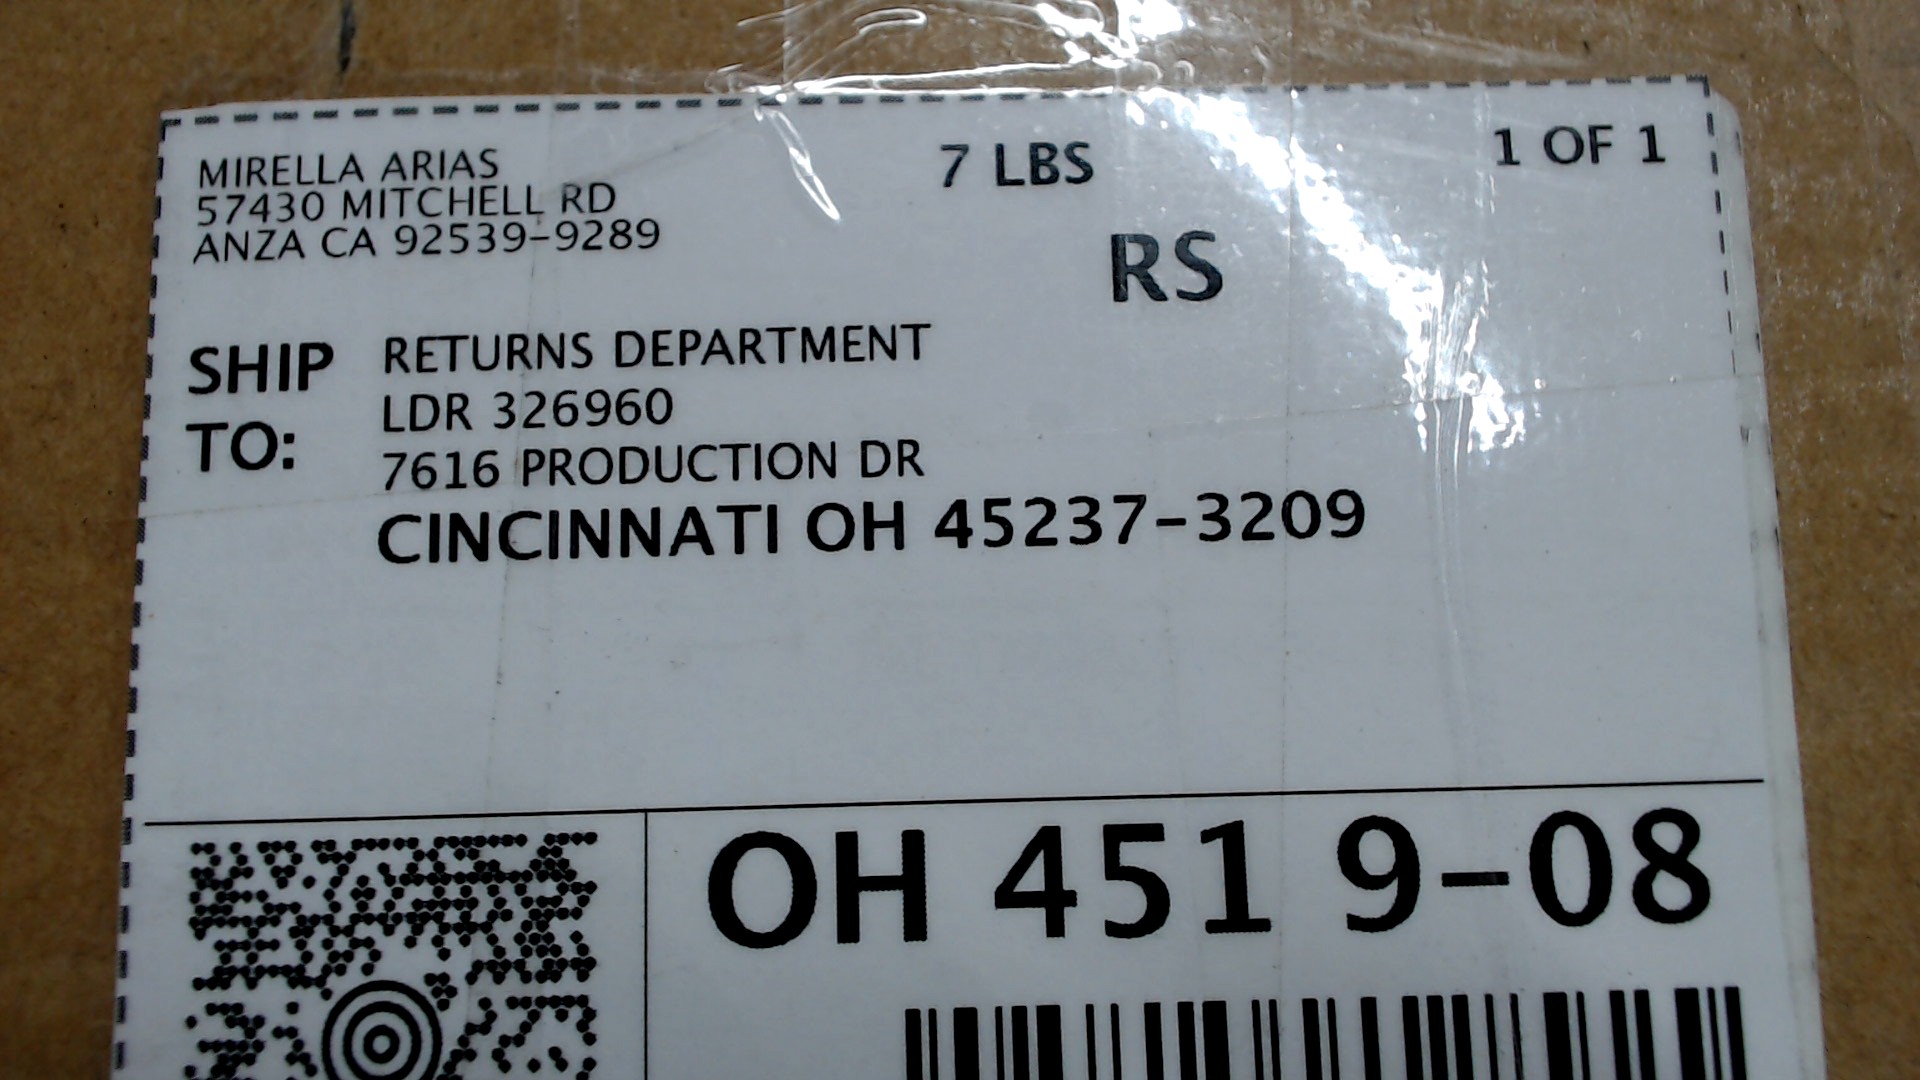 MIRELLA ARIAS
57430 MITCHELL RD
ANZA CA 92539-9289
7 LBS
1 OF 1
RS
SHIP TO:
RETURNS DEPARTMENT
LDR 326960
7616 PRODUCTION DR
CINCINNATI OH 45237-3209
OH 451 9-08